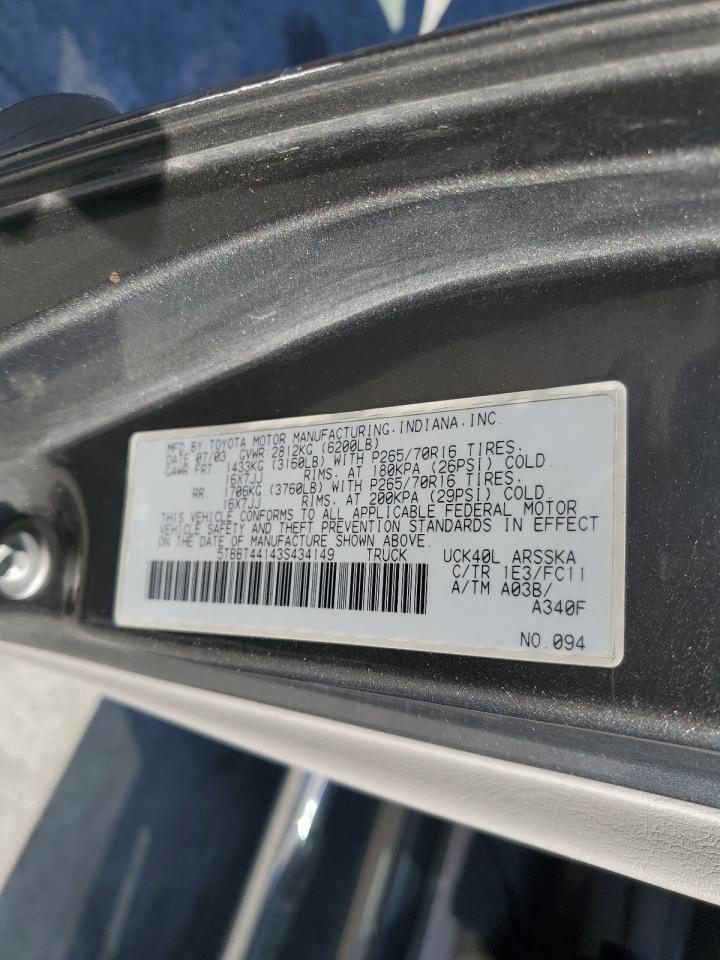 MFD. BY: TOYOTA MOTOR MANUFACTURING, INDIANA, INC.
DATE 07/03 GVWR: 2812KG (6200LB)
GAWR FRT 1433KG (3160LB) WITH P265/70R16 TIRES,
16X7JJ RIMS, AT 180KPA (26PSI) COLD.
RR 1706KG (3760LB) WITH P265/70R16 TIRES,
16X7JJ RIMS, AT 200KPA (29PSI) COLD.
THIS VEHICLE CONFORMS TO ALL APPLICABLE FEDERAL MOTOR
VEHICLE SAFETY AND THEFT PREVENTION STANDARDS IN EFFECT
ON THE DATE OF MANUFACTURE SHOWN ABOVE.
5TBBT44143S434149 TRUCK UCK40L ARSSKA
C/TR 1E3/FC11
A/TM A03B/
A340F
NO.094